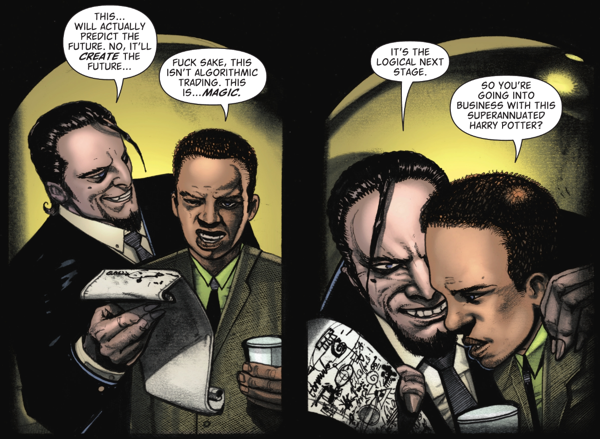 THIS...
WILL ACTUALLY
PREDICT THE
FUTURE. NO, IT'LL
CREATE THE
FUTURE...
FUCK SAKE, THIS
ISN'T ALGORITHMIC
TRADING. THIS
IS...MAGIC.
IT'S THE
LOGICAL NEXT
STAGE.
SO YOU'RE
GOING INTO
BUSINESS WITH THIS
SUPERANNUATED
HARRY POTTER?